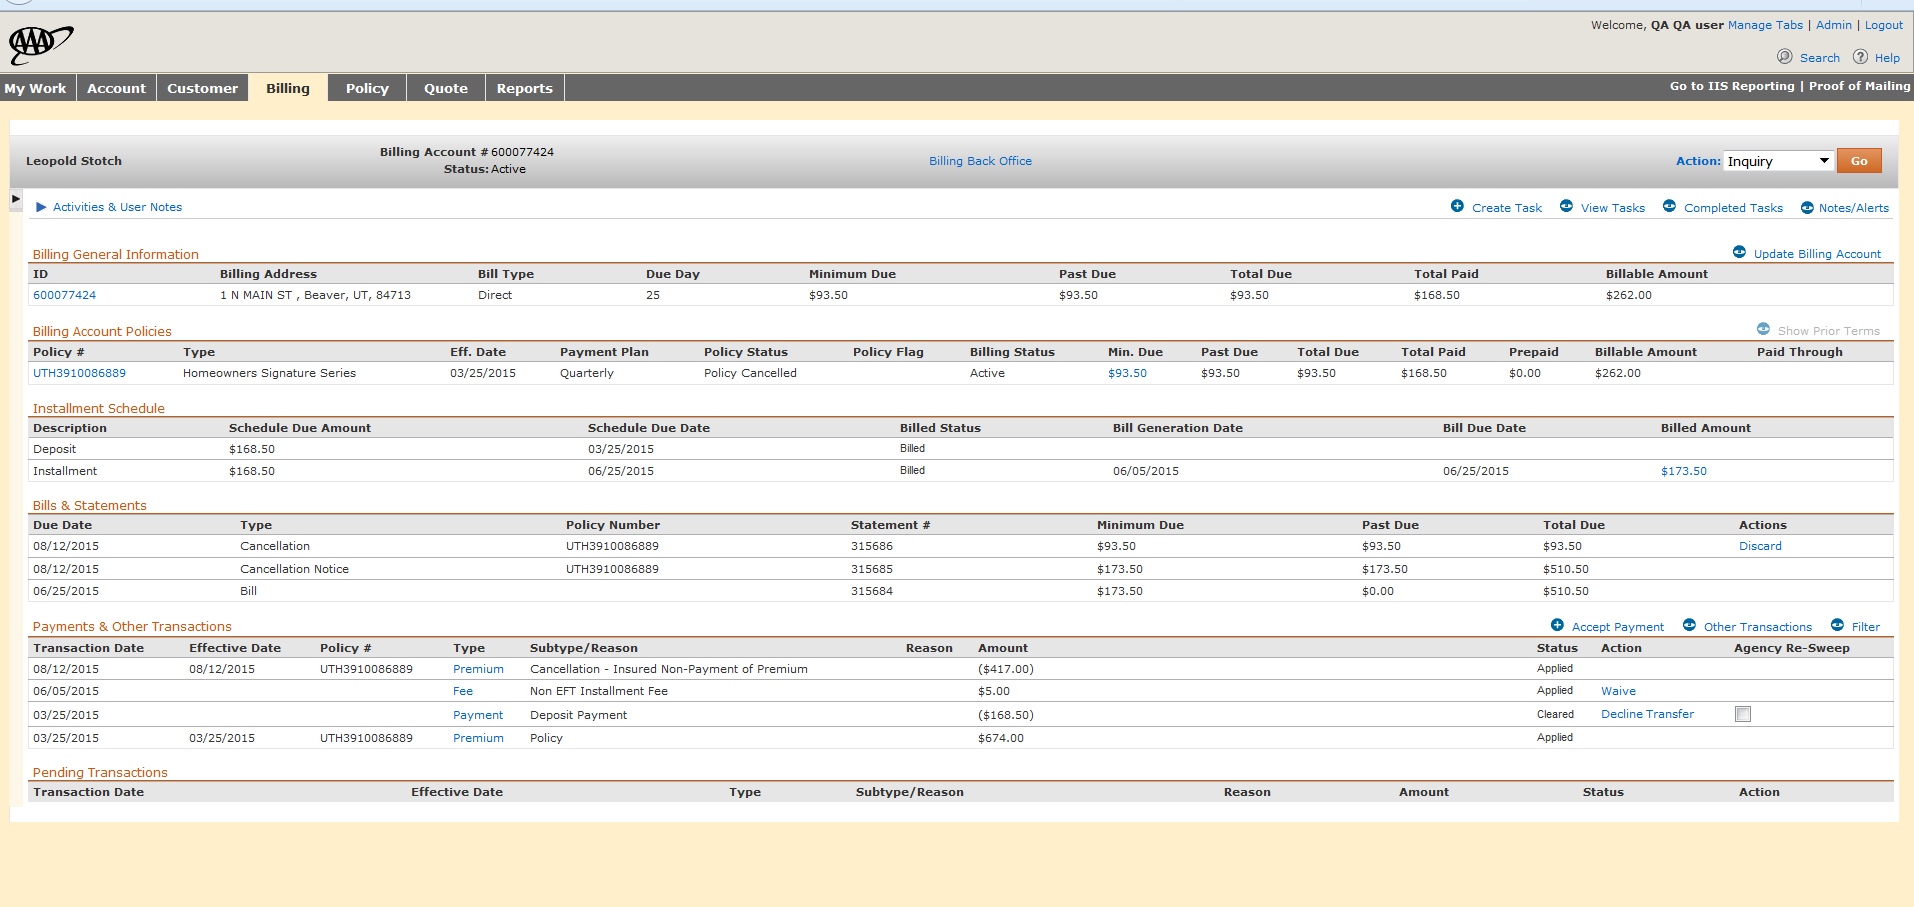 Welcome, QA QA user Manage Tabs | Admin | Logout
AAA
Search Help
My Work Account Customer Billing Policy Quote Reports Go to IIS Reporting | Proof of Mailing
Leopold Stotch Billing Account # 600077424 Billing Back Office Action: Inquiry Go
Status: Active
Activities & User Notes Create Task View Tasks Completed Tasks Notes/Alerts
Billing General Information Update Billing Account
ID Billing Address Bill Type Due Day Minimum Due Past Due Total Due Total Paid Billable Amount
600077424 1 N MAIN ST , Beaver, UT, 84713 Direct 25 $93.50 $93.50 $93.50 $168.50 $262.00
Billing Account Policies Show Prior Terms
Policy # Type Eff. Date Payment Plan Policy Status Policy Flag Billing Status Min. Due Past Due Total Due Total Paid Prepaid Billable Amount Paid Through
UTH3910086889 Homeowners Signature Series 03/25/2015 Quarterly Policy Cancelled Active $93.50 $93.50 $93.50 $168.50 $0.00 $262.00
Installment Schedule
Description Schedule Due Amount Schedule Due Date Billed Status Bill Generation Date Bill Due Date Billed Amount
Deposit $168.50 03/25/2015 Billed
Installment $168.50 06/25/2015 Billed 06/05/2015 06/25/2015 $173.50
Bills & Statements
Due Date Type Policy Number Statement # Minimum Due Past Due Total Due Actions
08/12/2015 Cancellation UTH3910086889 315686 $93.50 $93.50 $93.50 Discard
08/12/2015 Cancellation Notice UTH3910086889 315685 $173.50 $173.50 $510.50
06/25/2015 Bill 315684 $173.50 $0.00 $510.50
Payments & Other Transactions Accept Payment Other Transactions Filter
Transaction Date Effective Date Policy # Type Subtype/Reason Reason Amount Status Action Agency Re-Sweep
08/12/2015 08/12/2015 UTH3910086889 Premium Cancellation - Insured Non-Payment of Premium ($417.00) Applied
06/05/2015 Fee Non EFT Installment Fee $5.00 Applied Waive
03/25/2015 Payment Deposit Payment ($168.50) Cleared Decline Transfer
03/25/2015 03/25/2015 UTH3910086889 Premium Policy $674.00 Applied
Pending Transactions
Transaction Date Effective Date Type Subtype/Reason Reason Amount Status Action